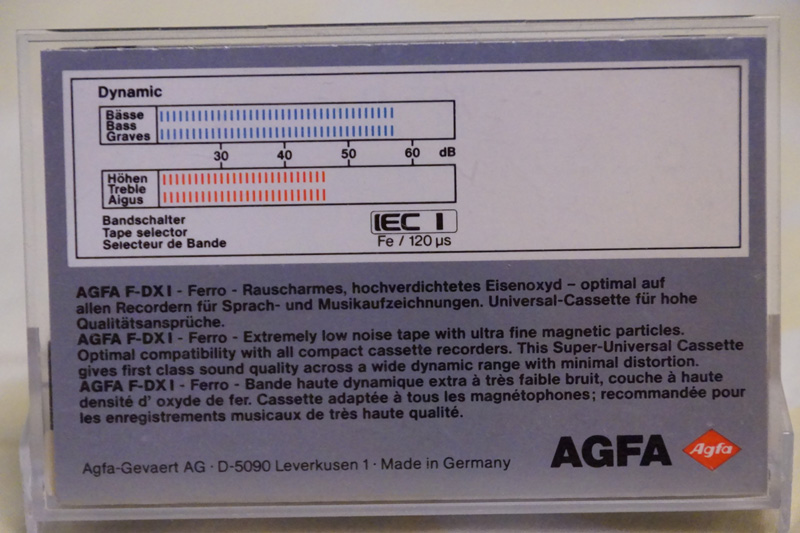 Dynamic
Bässe
Bass
Graves
30 40 50 60 dB
Höhen
Treble
Aigus
Bandschalter
Tape selector
Selecteur de Bande
IEC I
Fe / 120 µs
AGFA F-DX I - Ferro - Rauscharmes, hochverdichtetes Eisenoxyd – optimal auf
allen Recordern für Sprach- und Musikaufzeichnungen. Universal-Cassette für hohe
Qualitätsansprüche.
AGFA F-DX I - Ferro - Extremely low noise tape with ultra fine magnetic particles.
Optimal compatibility with all compact cassette recorders. This Super-Universal Cassette
gives first class sound quality across a wide dynamic range with minimal distortion.
AGFA F-DX I - Ferro - Bande haute dynamique extra à très faible bruit, couche à haute
densité d' oxyde de fer. Cassette adaptée à tous les magnétophones; recommandée pour
les enregistrements musicaux de très haute qualité.
Agfa-Gevaert AG · D-5090 Leverkusen 1 · Made in Germany
AGFA
Agfa